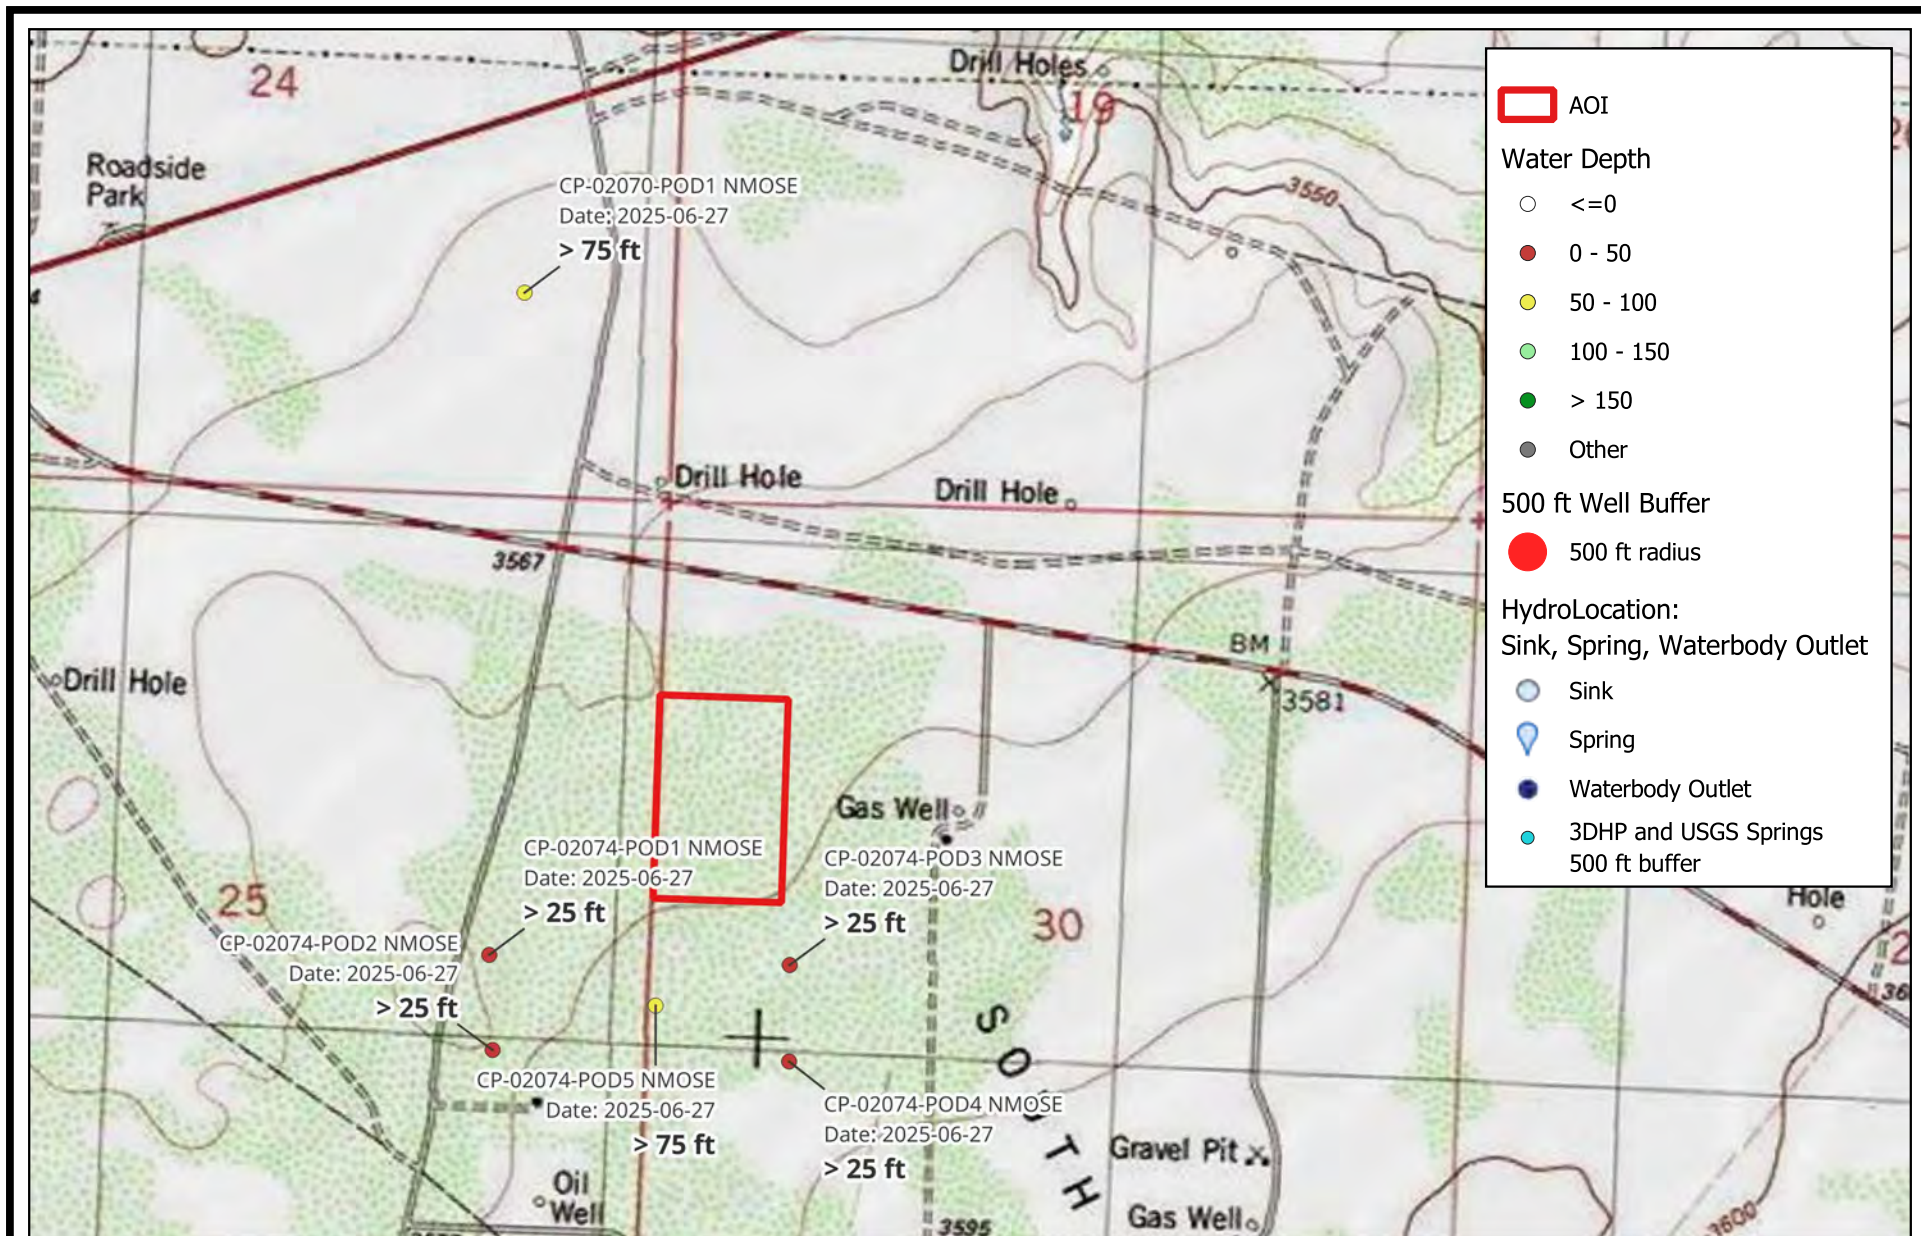 Drill Holes
24
19
Roadside
Park
3550
CP-02070-POD1 NMOSE
Date: 2025-06-27
> 75 ft
4
Drill Hole
Drill Hole
3567
BM
3581
Drill Hole
Gas Well
CP-02074-POD1 NMOSE
Date: 2025-06-27
> 25 ft
CP-02074-POD3 NMOSE
Date: 2025-06-27
> 25 ft
25
30
CP-02074-POD2 NMOSE
Date: 2025-06-27
> 25 ft
CP-02074-POD5 NMOSE
Date: 2025-06-27
> 75 ft
CP-02074-POD4 NMOSE
Date: 2025-06-27
> 25 ft
SOUTH
Gravel Pit
Oil
Well
Gas Well
3595
3600
Hole
2
36
AOI
Water Depth
<=0
0 - 50
50 - 100
100 - 150
> 150
Other
500 ft Well Buffer
500 ft radius
HydroLocation:
Sink, Spring, Waterbody Outlet
Sink
Spring
Waterbody Outlet
3DHP and USGS Springs
500 ft buffer